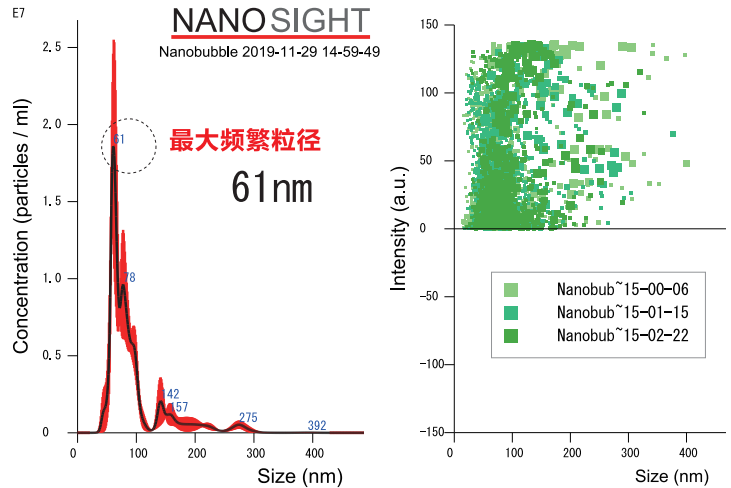 E7
NANOSIGHT
Nanobubble 2019-11-29 14-59-49
Concentration (particles / ml)
2.5
2.0
1.5
1.0
0.5
0
61
最大频繁粒径
61nm
78
142
157
275
392
0
100
200
300
400
Size (nm)
Intensity (a.u.)
150
100
50
0
−50
−100
−150
Nanobub~15-00-06
Nanobub~15-01-15
Nanobub~15-02-22
0
100
200
300
400
Size (nm)